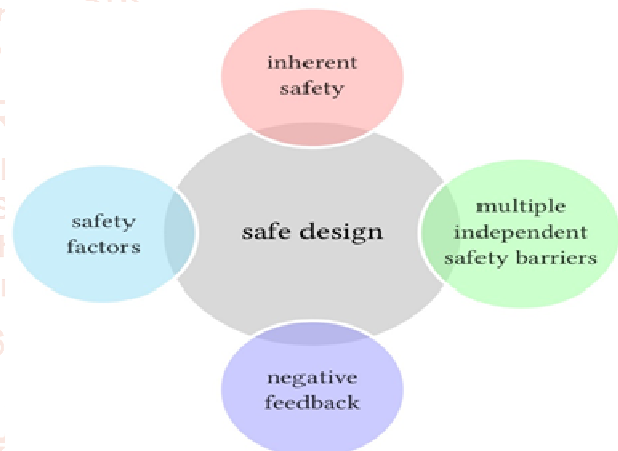 inherent
safety
safety
factors
safe design
multiple
independent
safety barriers
negative
feedback